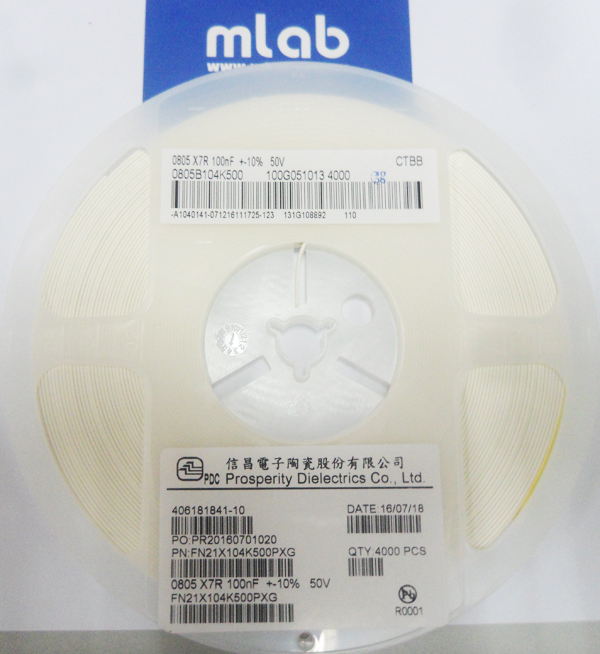 mlab
www.
0805 X7R 100nF +-10% 50V CTBB
0805B104K500 100G051013 4000
-A1040141-071216111725-123 131G108892 110
信昌電子陶瓷股份有限公司
PDC Prosperity Dielectrics Co., Ltd.
406181841-10 DATE:16/07/18
PO:PR20160701020
PN:FN21X104K500PXG QTY:4000 PCS
0805 X7R 100nF +-10% 50V
FN21X104K500PXG
R0001